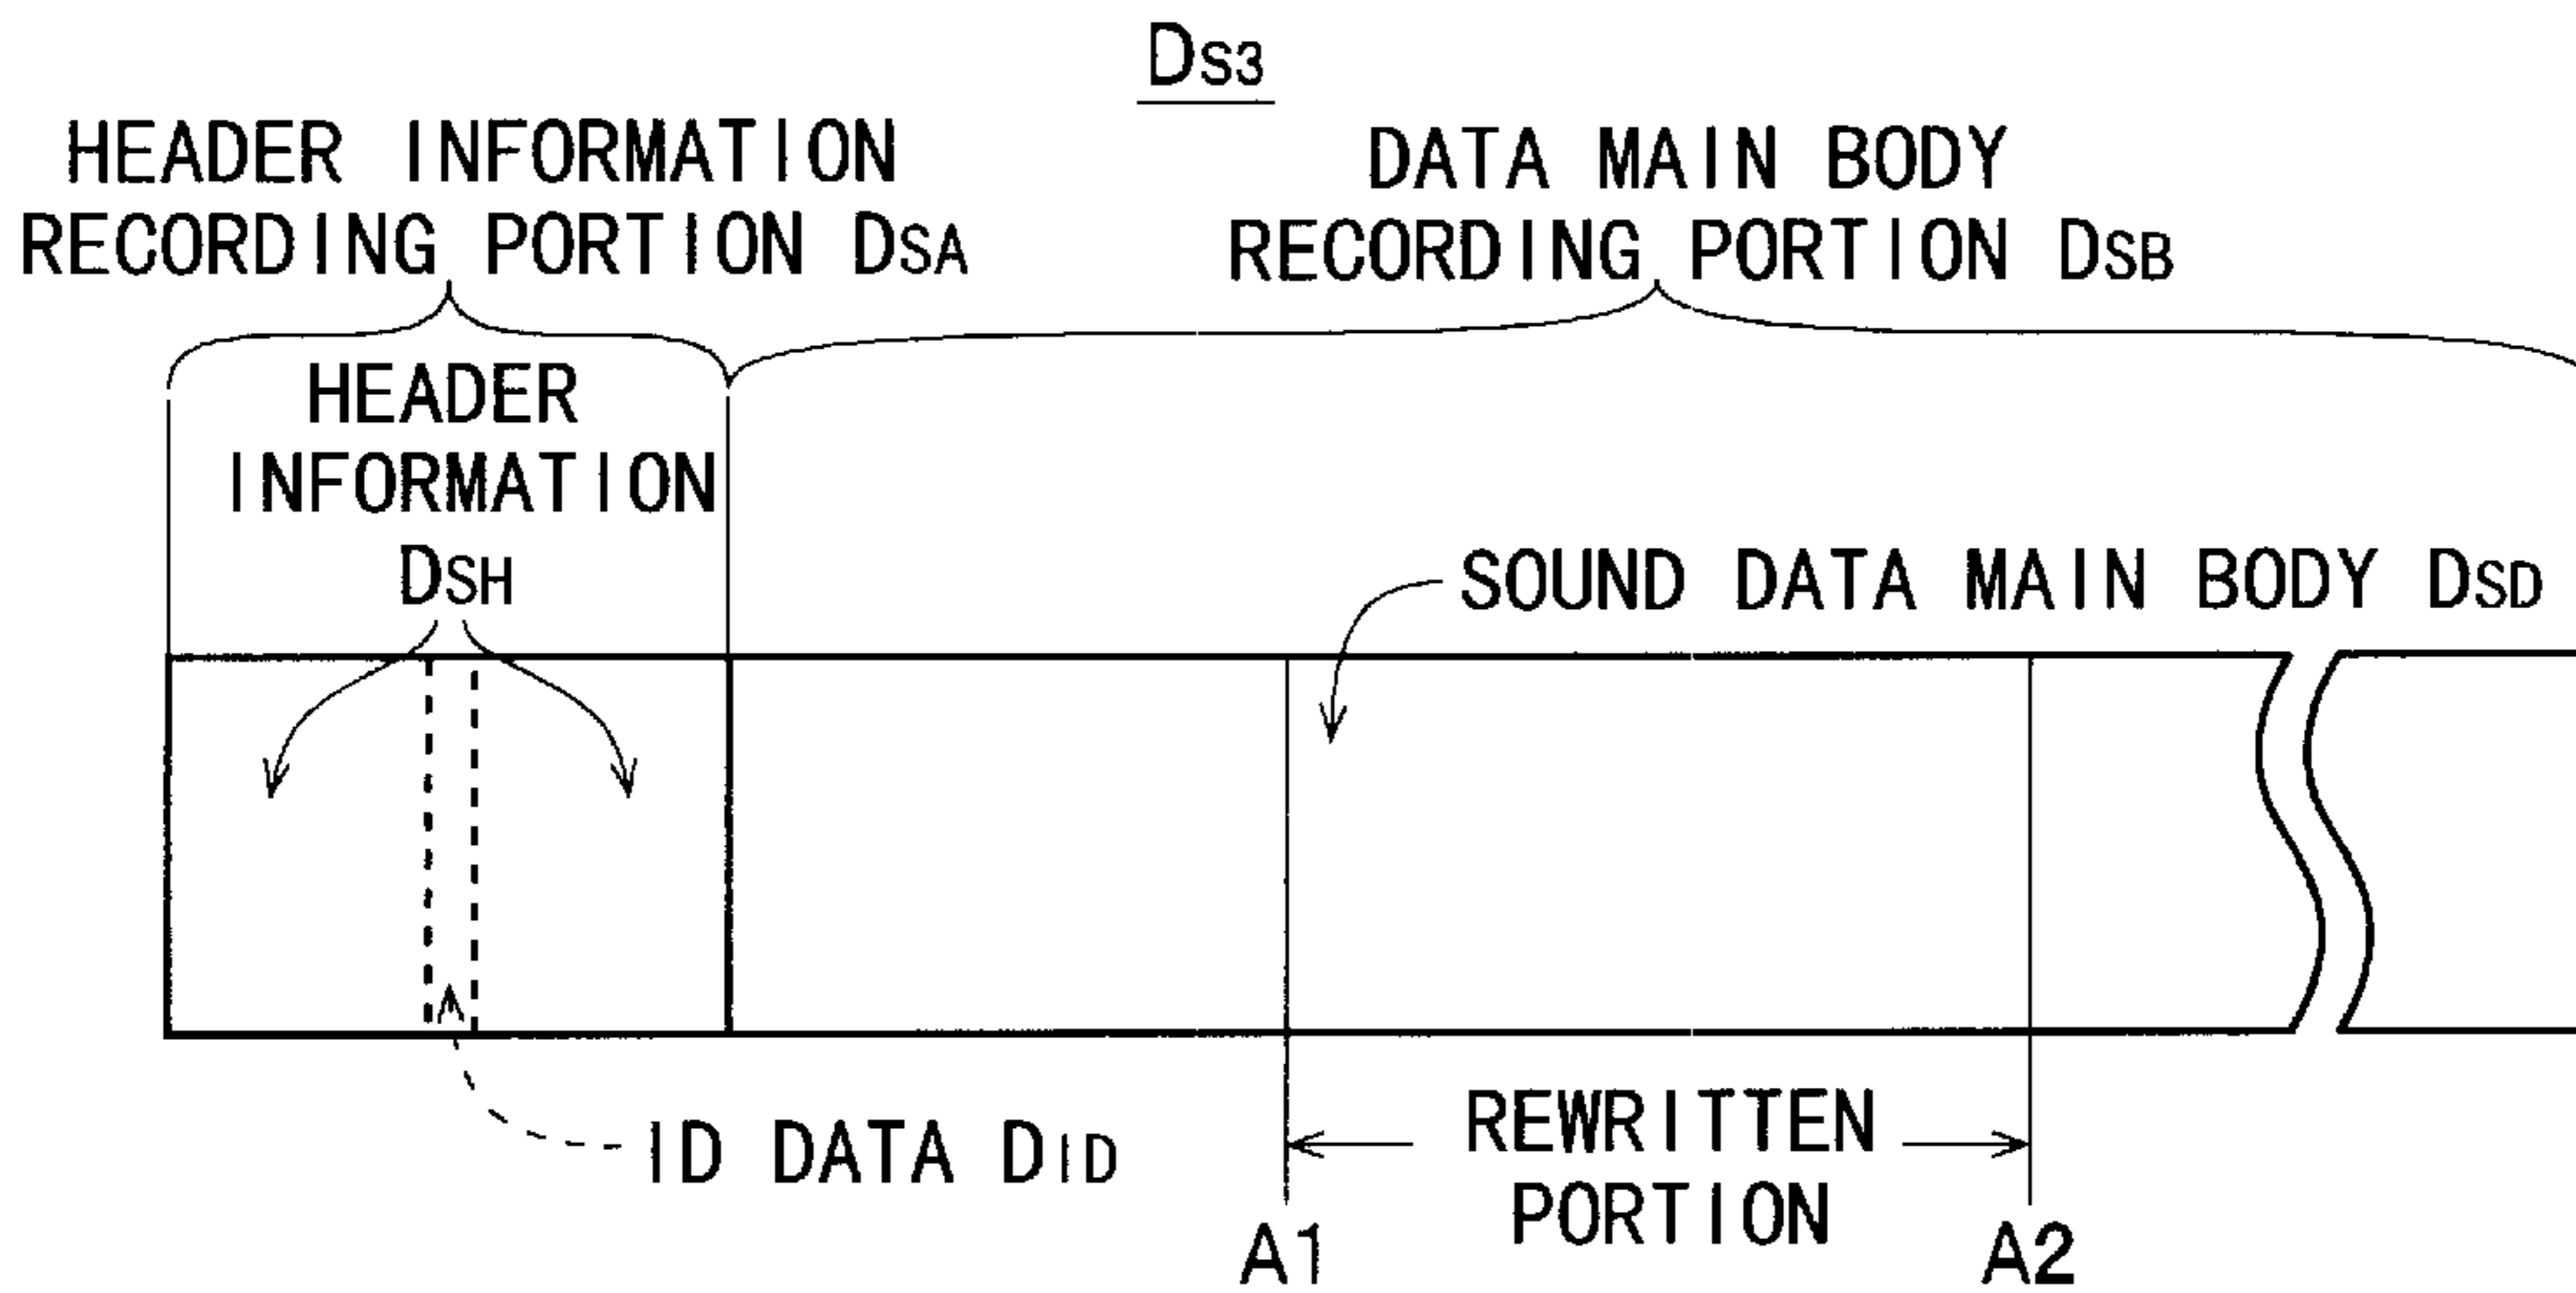 DS3
HEADER INFORMATION
RECORDING PORTION DSA
DATA MAIN BODY
RECORDING PORTION DSB
HEADER
INFORMATION
DSH
SOUND DATA MAIN BODY DSD
ID DATA DID
REWRITTEN
PORTION
A1
A2